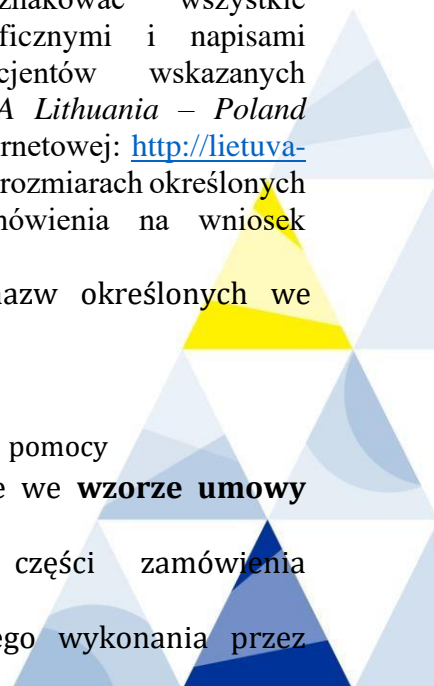 wszystkie
ficznymi i napisami
cjentów wskazanych
A Lithuania – Poland
rnetowej: http://lietuva-
rozmiarach określonych
mówienia na wniosek
nazw określonych we
pomocy
e we wzorze umowy
części zamówienia
ego wykonania przez